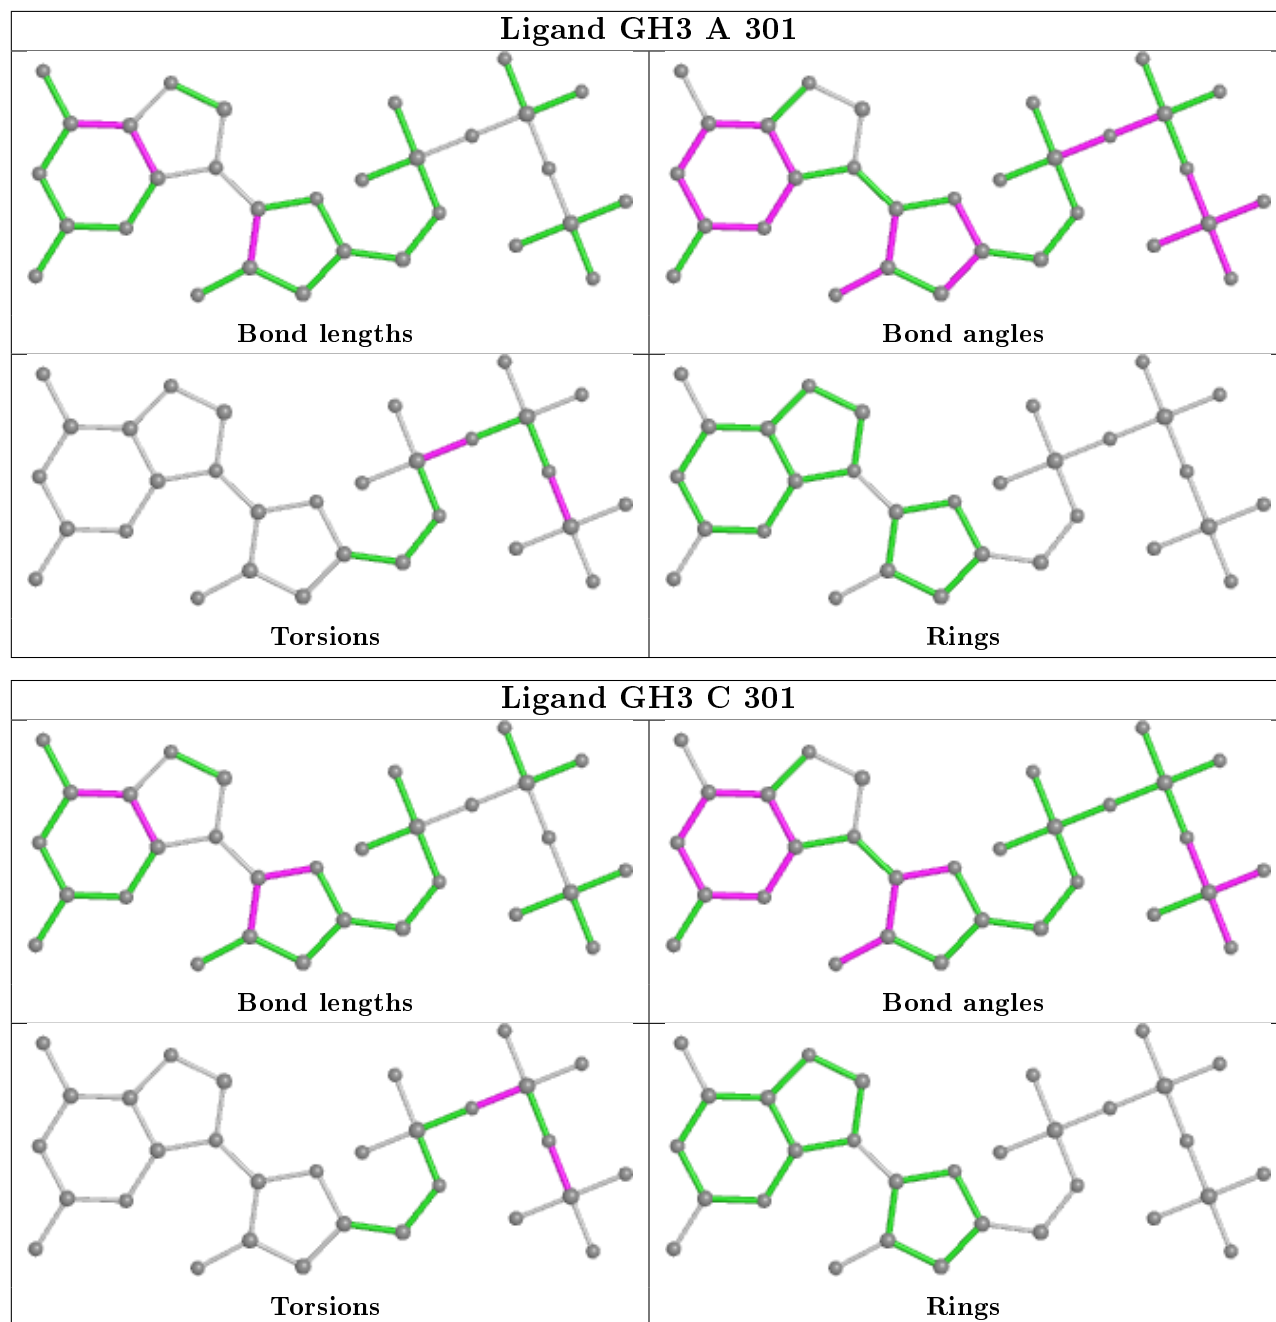 Ligand GH3 A 301
Bond lengths
Bond angles
Torsions
Rings
Ligand GH3 C 301
Bond lengths
Bond angles
Torsions
Rings